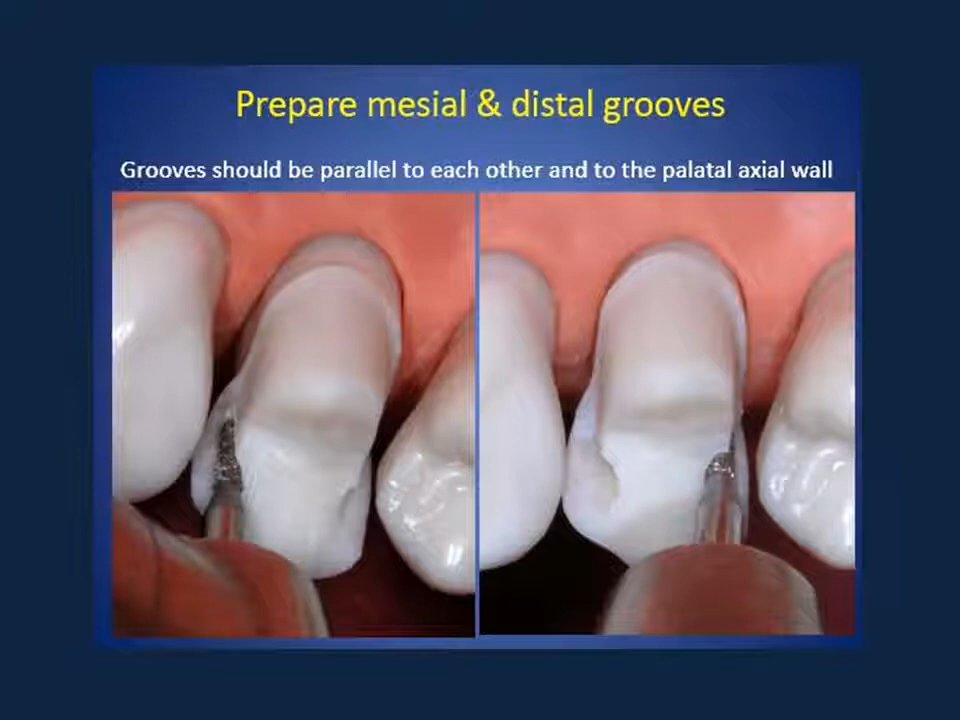 Prepare mesial & distal grooves
Grooves should be parallel to each other and to the palatal axial wall